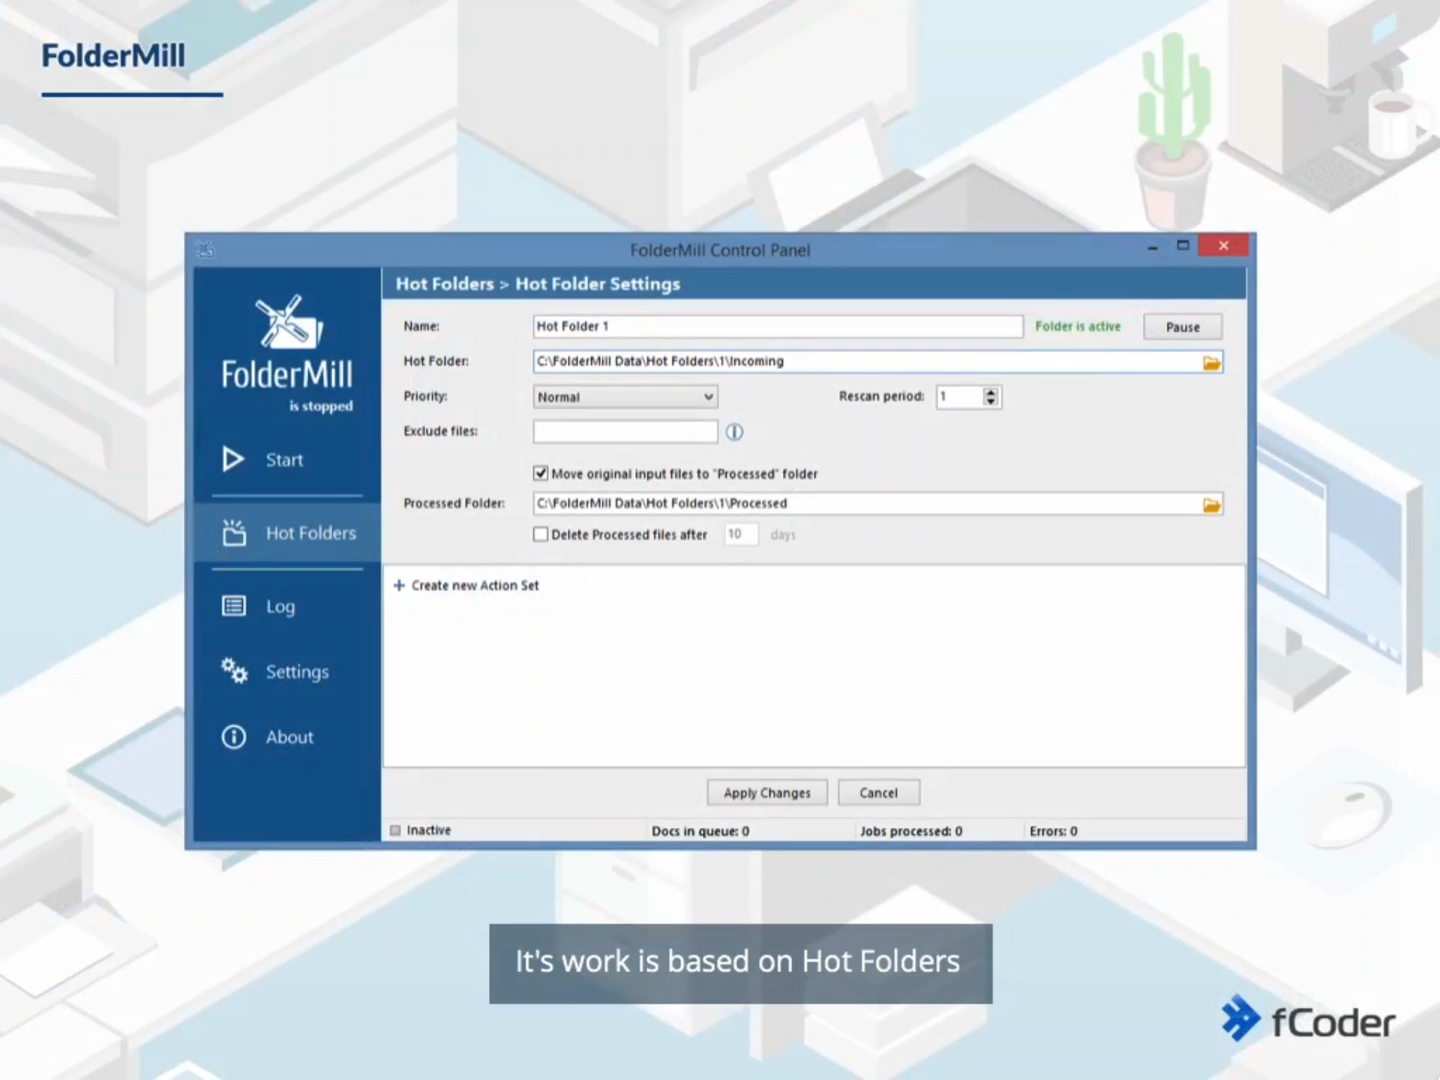 FolderMill
FolderMill Control Panel
Hot Folders > Hot Folder Settings
FolderMill
is stopped
Start
Hot Folders
Log
Settings
About
Name: Hot Folder 1 Folder is active Pause
Hot Folder: C:\FolderMill Data\Hot Folders\1\Incoming
Priority: Normal Rescan period: 1
Exclude files:
Move original input files to "Processed" folder
Processed Folder: C:\FolderMill Data\Hot Folders\1\Processed
Delete Processed files after 10 days
+ Create new Action Set
Apply Changes Cancel
Inactive Docs in queue: 0 Jobs processed: 0 Errors: 0
It's work is based on Hot Folders
fCoder